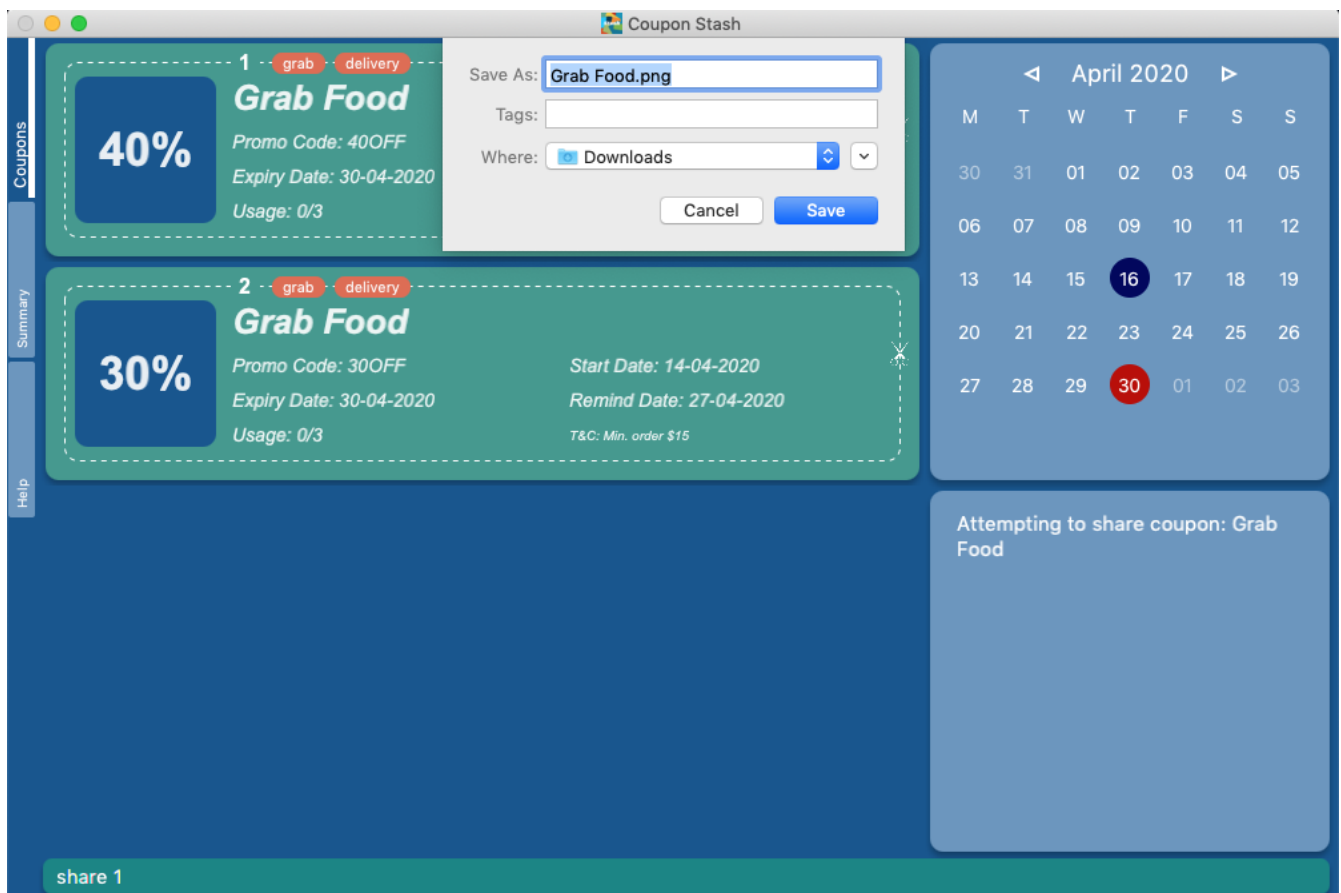 Coupon Stash
Coupons
Summary
Help
1 grab delivery
Grab Food
40%
Promo Code: 40OFF
Expiry Date: 30-04-2020
Usage: 0/3
Save As: Grab Food.png
Tags:
Where: Downloads
Cancel Save
2 grab delivery
Grab Food
30%
Promo Code: 30OFF
Start Date: 14-04-2020
Expiry Date: 30-04-2020
Remind Date: 27-04-2020
Usage: 0/3
T&C: Min. order $15
April 2020
M T W T F S S
30 31 01 02 03 04 05
06 07 08 09 10 11 12
13 14 15 16 17 18 19
20 21 22 23 24 25 26
27 28 29 30 01 02 03
Attempting to share coupon: Grab
Food
share 1